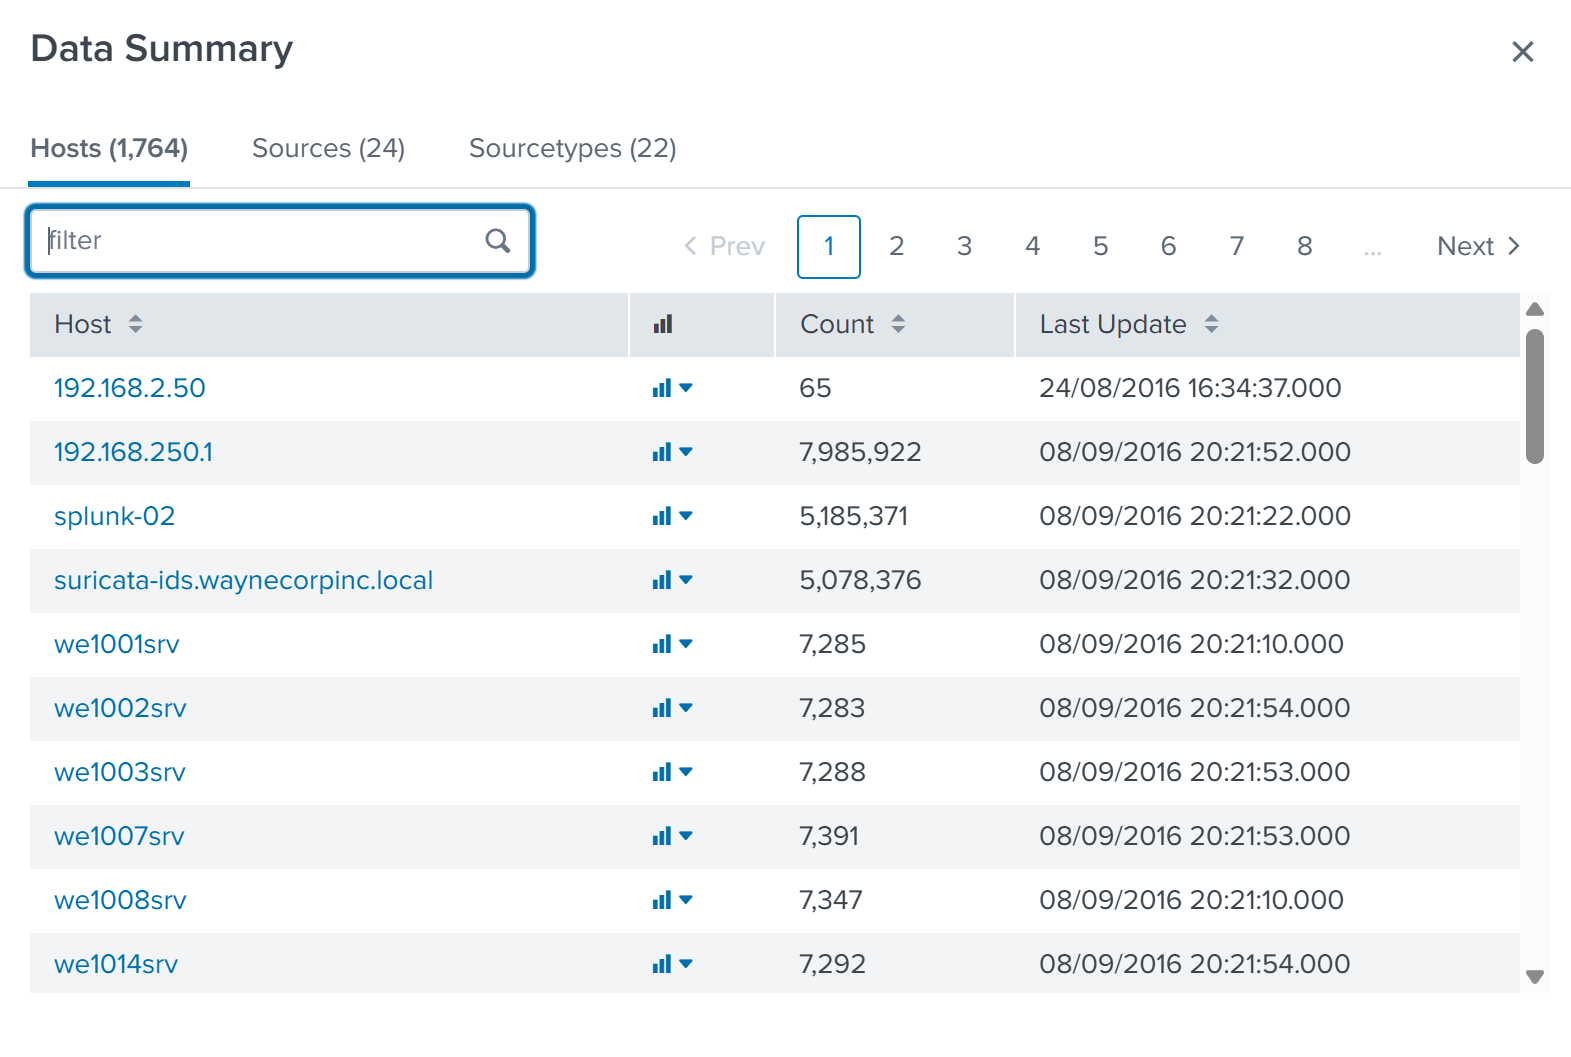 Data Summary
Hosts (1,764) Sources (24) Sourcetypes (22)
filter Prev 1 2 3 4 5 6 7 8 ... Next
Host Count Last Update
192.168.2.50 65 24/08/2016 16:34:37.000
192.168.250.1 7,985,922 08/09/2016 20:21:52.000
splunk-02 5,185,371 08/09/2016 20:21:22.000
suricata-ids.waynecorpinc.local 5,078,376 08/09/2016 20:21:32.000
we1001srv 7,285 08/09/2016 20:21:10.000
we1002srv 7,283 08/09/2016 20:21:54.000
we1003srv 7,288 08/09/2016 20:21:53.000
we1007srv 7,391 08/09/2016 20:21:53.000
we1008srv 7,347 08/09/2016 20:21:10.000
we1014srv 7,292 08/09/2016 20:21:54.000